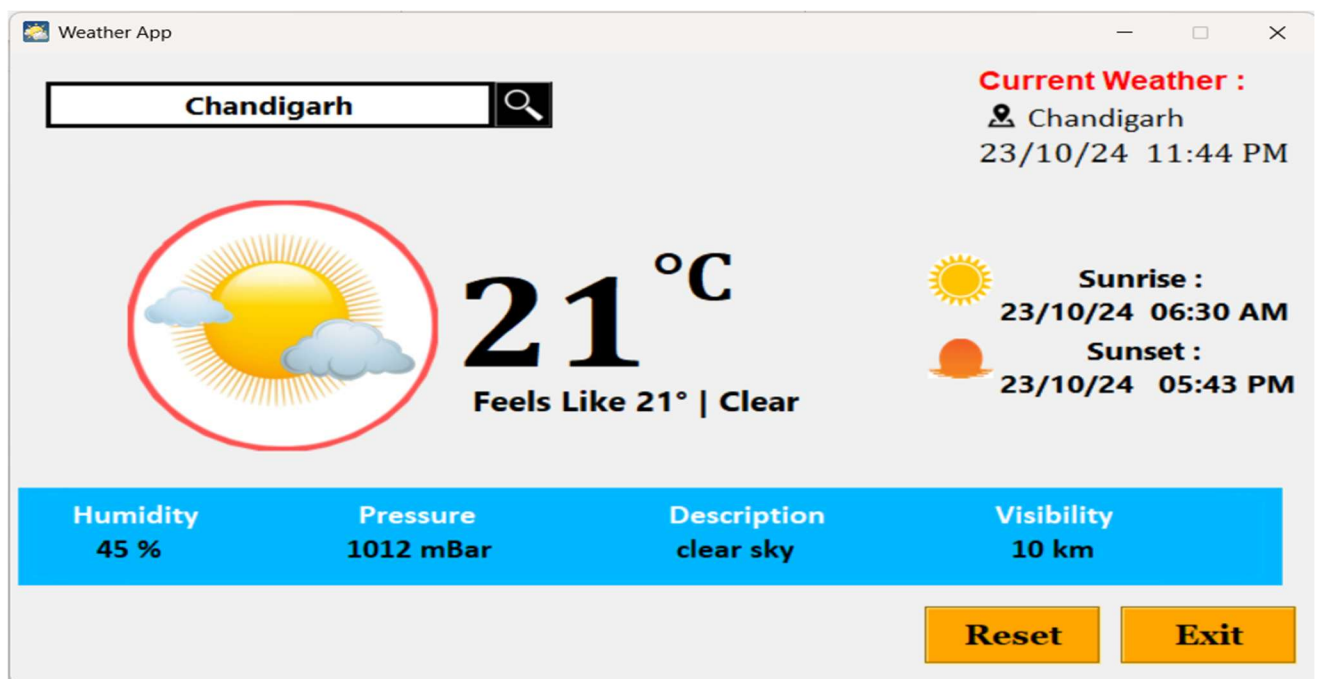 Weather App
Chandigarh
Current Weather :
Chandigarh
23/10/24 11:44 PM
21 °C
Feels Like 21° | Clear
Sunrise :
23/10/24 06:30 AM
Sunset :
23/10/24 05:43 PM
Humidity Pressure Description Visibility
45 % 1012 mBar clear sky 10 km
Reset Exit